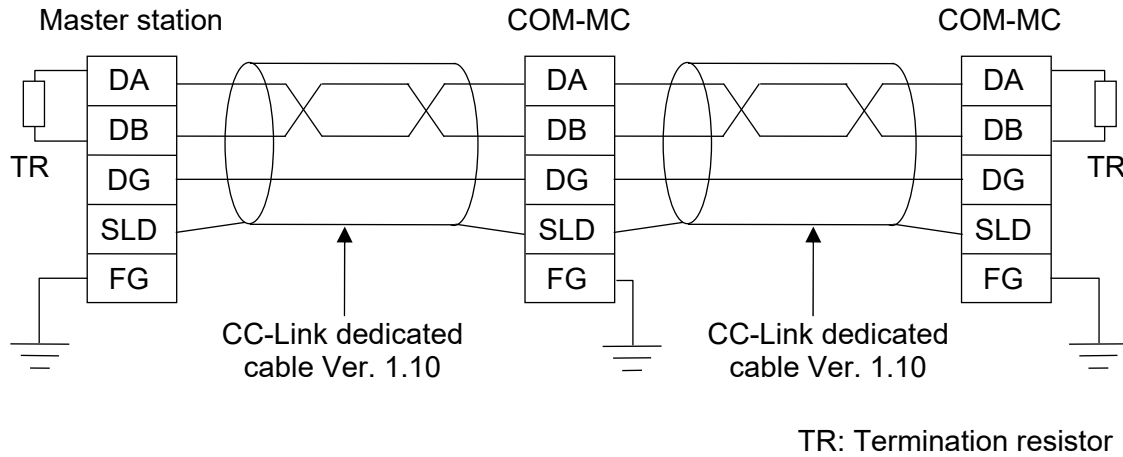 Master station
COM-MC
COM-MC
DA
DB
DG
SLD
FG
TR
DA
DB
DG
SLD
FG
DA
DB
DG
SLD
FG
TR
CC-Link dedicated
cable Ver. 1.10
CC-Link dedicated
cable Ver. 1.10
TR: Termination resistor